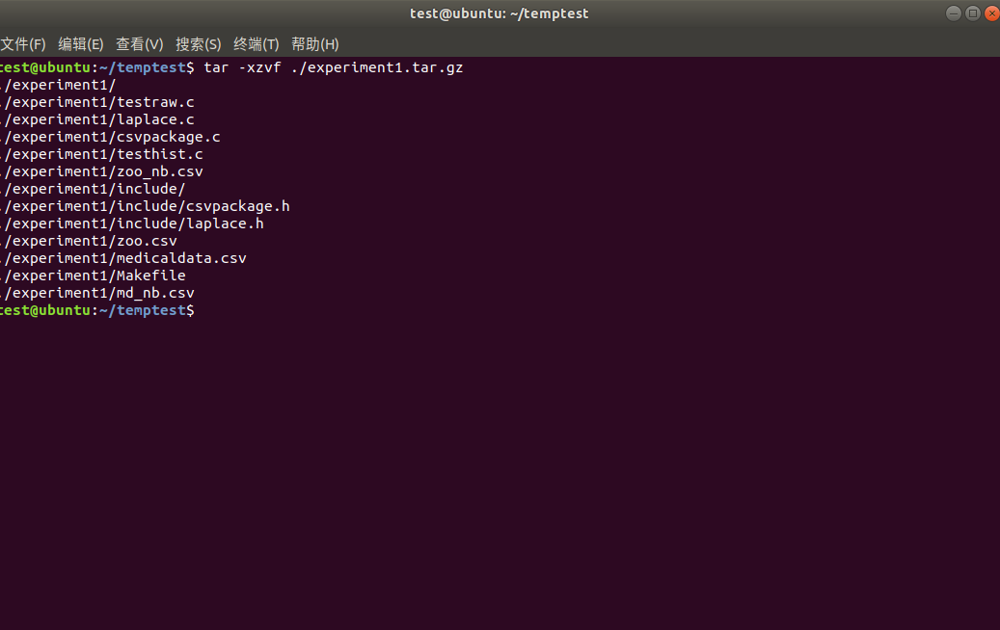 test@ubuntu: ~/temptest
文件(F) 编辑(E) 查看(V) 搜索(S) 终端(T) 帮助(H)
test@ubuntu:~/temptest$ tar -xzvf ./experiment1.tar.gz
./experiment1/
./experiment1/testraw.c
./experiment1/laplace.c
./experiment1/csvpackage.c
./experiment1/testhist.c
./experiment1/zoo_nb.csv
./experiment1/include/
./experiment1/include/csvpackage.h
./experiment1/include/laplace.h
./experiment1/zoo.csv
./experiment1/medicaldata.csv
./experiment1/Makefile
./experiment1/md_nb.csv
test@ubuntu:~/temptest$